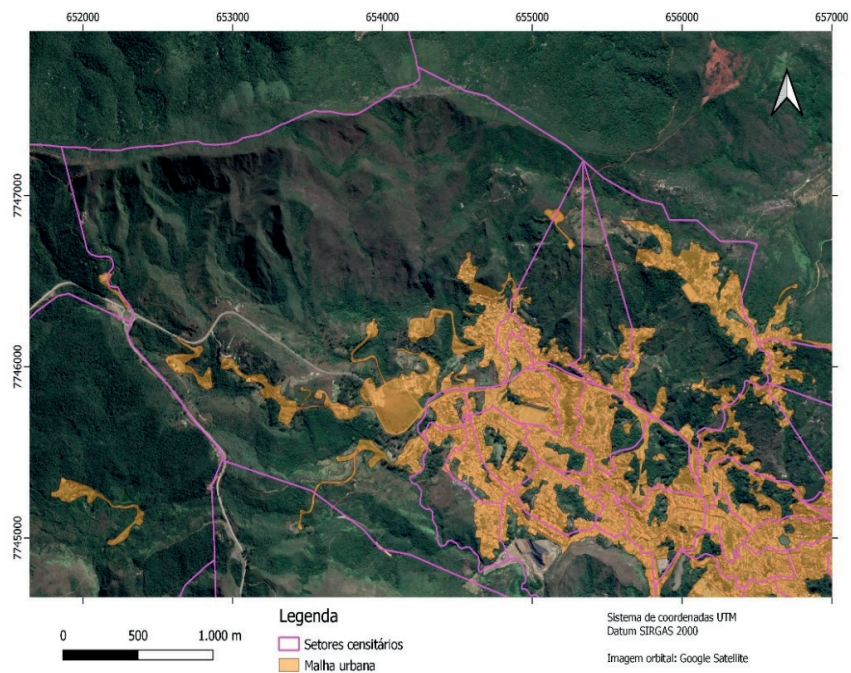 652000 653000 654000 655000 656000 657000
7747000
7746000
7745000
0 500 1.000 m
Legenda
Setores censitários
Malha urbana
Sistema de coordenadas UTM
Datum SIRGAS 2000
Imagem orbital: Google Satellite